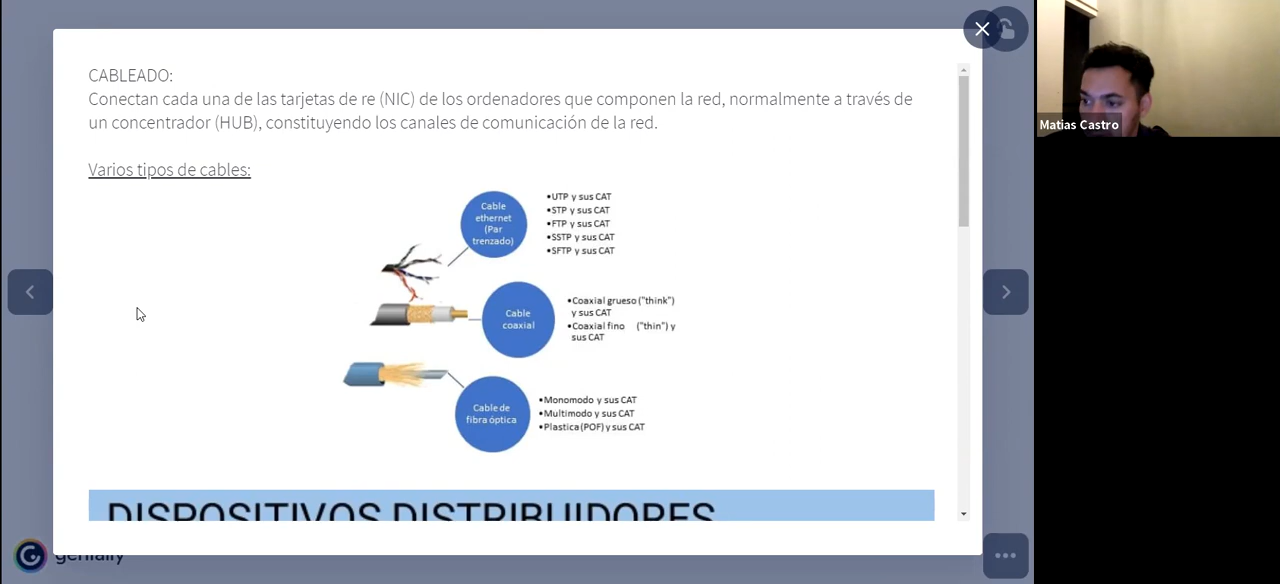 CABLEADO:
Conectan cada una de las tarjetas de re (NIC) de los ordenadores que componen la red, normalmente a través de
un concentrador (HUB), constituyendo los canales de comunicación de la red.
Varios tipos de cables:
Cable
ethernet
(Par
trenzado)
•UTP y sus CAT
•STP y sus CAT
•FTP y sus CAT
•SSTP y sus CAT
•SFTP y sus CAT
Cable
coaxial
•Coaxial grueso ("think")
y sus CAT
•Coaxial fino ("thin") y
sus CAT
Cable de
fibra óptica
•Monomodo y sus CAT
•Multimodo y sus CAT
•Plastica (POF) y sus CAT
DISPOSITIVOS DISTRIBUIDORES
genially
Matias Castro